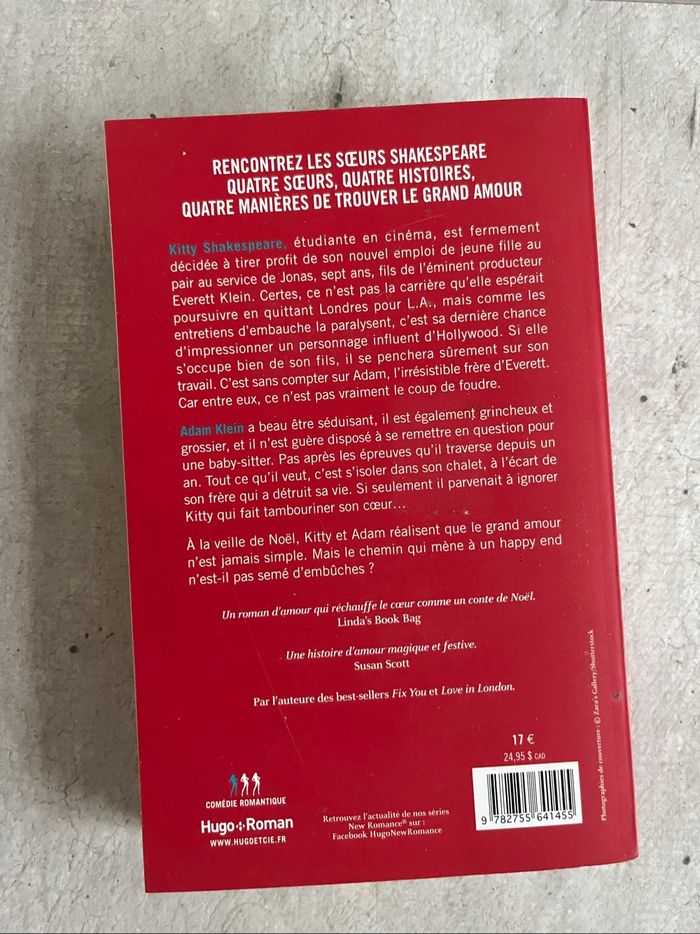 RENCONTREZ LES SŒURS SHAKESPEARE
QUATRE SŒURS, QUATRE HISTOIRES,
QUATRE MANIÈRES DE TROUVER LE GRAND AMOUR
Kitty Shakespeare, étudiante en cinéma, est fermement
décidée à tirer profit de son nouvel emploi de jeune fille au
pair au service de Jonas, sept ans, fils de l'éminent producteur
Everett Klein. Certes, ce n'est pas la carrière qu'elle espérait
poursuivre en quittant Londres pour L.A., mais comme les
entretiens d'embauche la paralysent, c'est sa dernière chance
d'impressionner un personnage influent d'Hollywood. Si elle
s'occupe bien de son fils, il se penchera sûrement sur son
travail. C'est sans compter sur Adam, l'irrésistible frère d'Everett.
Car entre eux, ce n'est pas vraiment le coup de foudre.
Adam Klein a beau être séduisant, il est également grincheux et
grossier, et il n'est guère disposé à se remettre en question pour
une baby-sitter. Pas après les épreuves qu'il traverse depuis un
an. Tout ce qu'il veut, c'est s'isoler dans son chalet, à l'écart de
son frère qui a détruit sa vie. Si seulement il parvenait à ignorer
Kitty qui fait tambouriner son cœur...
À la veille de Noël, Kitty et Adam réalisent que le grand amour
n'est jamais simple. Mais le chemin qui mène à un happy end
n'est-il pas semé d'embûches ?
Un roman d'amour qui réchauffe le cœur comme un conte de Noël.
Linda's Book Bag
Une histoire d'amour magique et festive.
Susan Scott
Par l'auteure des best-sellers Fix You et Love in London.
17 €
24,95 $ CAD
COMÉDIE ROMANTIQUE
Hugo+Roman
WWW.HUGOETCIE.FR
Retrouvez l'actualité de nos séries
New Romance® sur :
Facebook HugoNewRomance
9 782755 641455
Photographies de couverture : © Zara's Gallery/Shutterstock